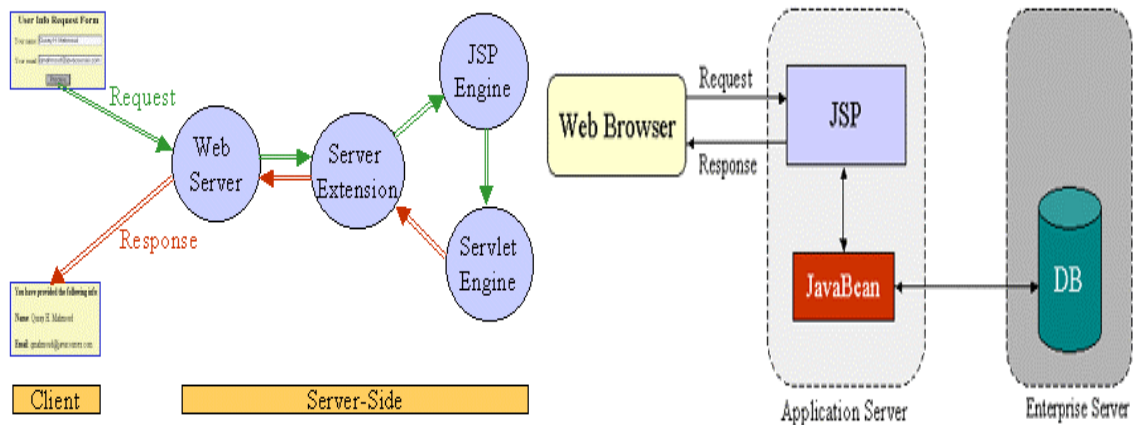 User Info Request Form
Your name:
Your email:
Request
Web
Server
Server
Extension
JSP
Engine
Servlet
Engine
Response
You have provided the following info:
Name: Qusay H. Mahmoud
Email:
Client
Server-Side
Web Browser
Request
Response
JSP
JavaBean
DB
Application Server
Enterprise Server